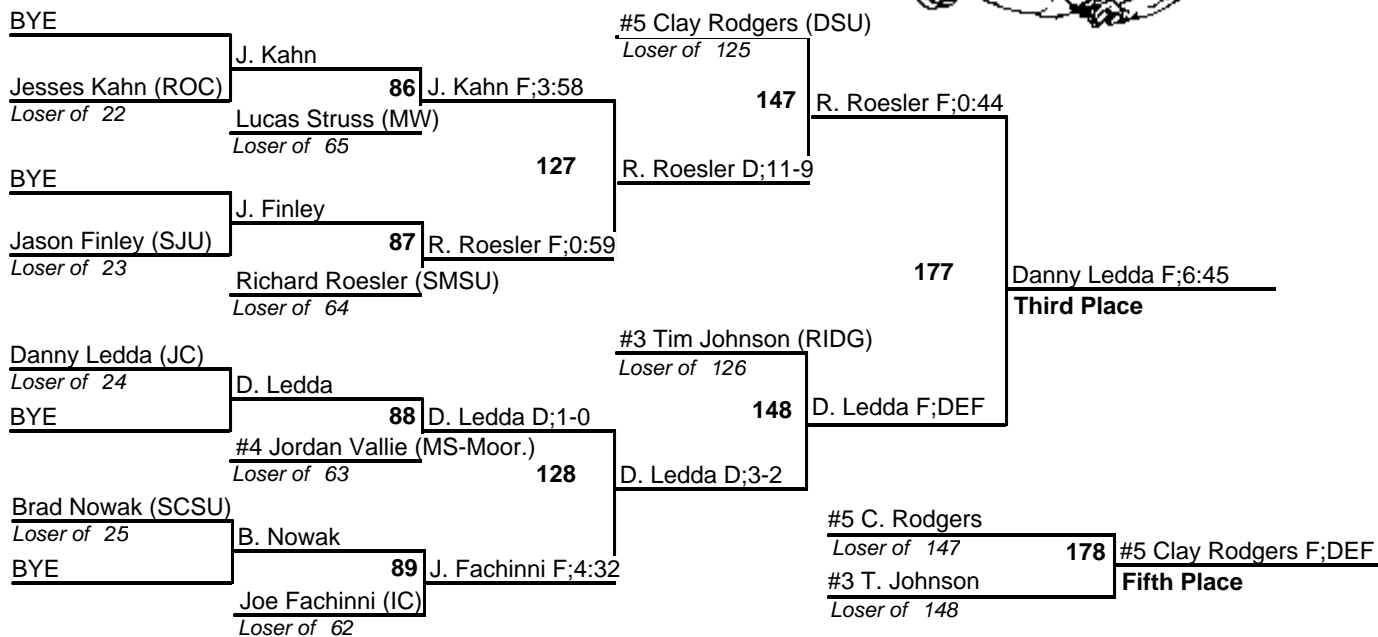 BYE
#5 Clay Rodgers (DSU)
Loser of 125
J. Kahn
Jesses Kahn (ROC)
Loser of 22
86
J. Kahn F;3:58
147
R. Roesler F;0:44
Lucas Struss (MW)
Loser of 65
127
R. Roesler D;11-9
BYE
J. Finley
Jason Finley (SJU)
Loser of 23
87
R. Roesler F;0:59
Richard Roesler (SMSU)
Loser of 64
177
Danny Ledda F;6:45
Third Place
Danny Ledda (JC)
Loser of 24
#3 Tim Johnson (RIDG)
Loser of 126
D. Ledda
BYE
88
D. Ledda D;1-0
148
D. Ledda F;DEF
#4 Jordan Vallie (MS-Moor.)
Loser of 63
128
D. Ledda D;3-2
Brad Nowak (SCSU)
Loser of 25
B. Nowak
BYE
89
J. Fachinni F;4:32
Joe Fachinni (IC)
Loser of 62
#5 C. Rodgers
Loser of 147
178
#5 Clay Rodgers F;DEF
Fifth Place
#3 T. Johnson
Loser of 148